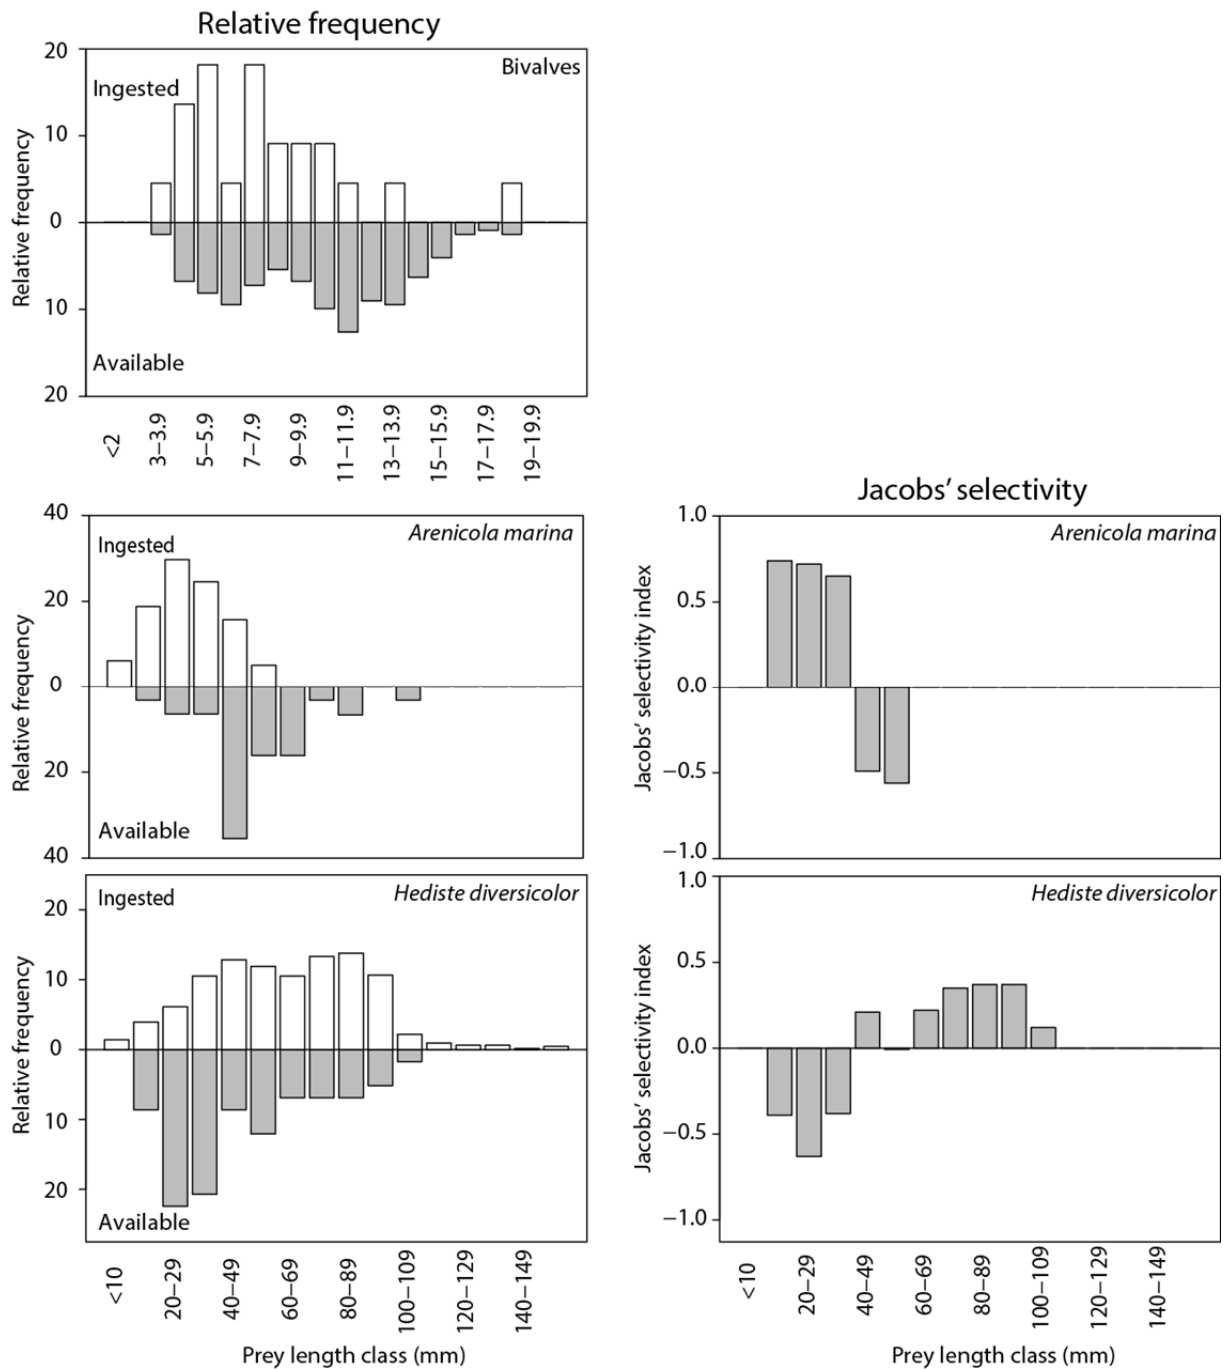 Relative frequency
20
10
0
10
20
Relative frequency
Ingested
Bivalves
Available
<2
3–3.9
5–5.9
7–7.9
9–9.9
11–11.9
13–13.9
15–15.9
17–17.9
19–19.9
40
20
0
20
40
Relative frequency
Ingested
Arenicola marina
Available
Jacobs’ selectivity
1.0
0.5
0.0
−0.5
−1.0
Jacobs’ selectivity index
Arenicola marina
20
10
0
10
20
Relative frequency
Ingested
Hediste diversicolor
Available
<10
20–29
40–49
60–69
80–89
100–109
120–129
140–149
Prey length class (mm)
1.0
0.5
0.0
−0.5
−1.0
Jacobs’ selectivity index
Hediste diversicolor
<10
20–29
40–49
60–69
80–89
100–109
120–129
140–149
Prey length class (mm)